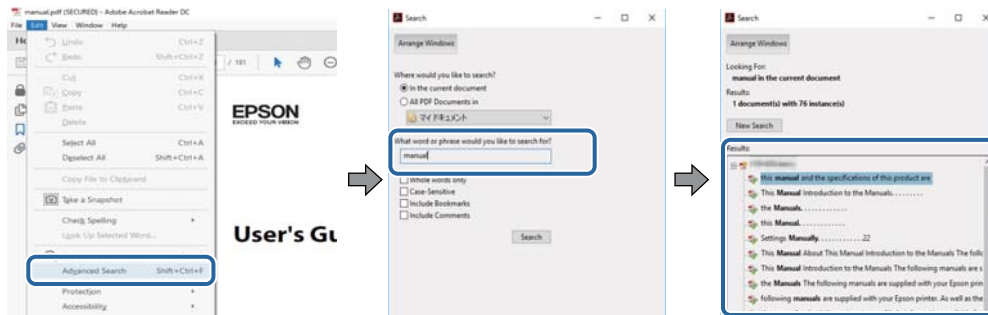 manual.pdf (SECURED) - Adobe Acrobat Reader DC
File Edit View Window Help
Undo Ctrl+Z
Redo Shift+Ctrl+Z
Cut Ctrl+X
Copy Ctrl+C
Paste Ctrl+V
Delete
Select All Ctrl+A
Deselect All Shift+Ctrl+A
Copy File to Clipboard
Take a Snapshot
Check Spelling
Look Up Selected Word...
Advanced Search Shift+Ctrl+F
Protection
Accessibility
/ 191
EPSON
EXCEED YOUR VISION
User's Gu
Search
Arrange Windows
Where would you like to search?
In the current document
All PDF Documents in
マイ ドキュメント
What word or phrase would you like to search for?
manual
Whole words only
Case-Sensitive
Include Bookmarks
Include Comments
Search
Search
Arrange Windows
Looking For:
manual in the current document
Results:
1 document(s) with 76 instance(s)
New Search
Results:
this manual and the specifications of this product are
This Manual Introduction to the Manuals. . . . . . . . .
the Manuals. . . . . . . . . . . . .
this Manual. . . . . . . . . . . . .
Settings Manually. . . . . . . . . . . . .22
This Manual About This Manual Introduction to the Manuals The follo
This Manual Introduction to the Manuals The following manuals are s
the Manuals The following manuals are supplied with your Epson prin
following manuals are supplied with your Epson printer. As well as the